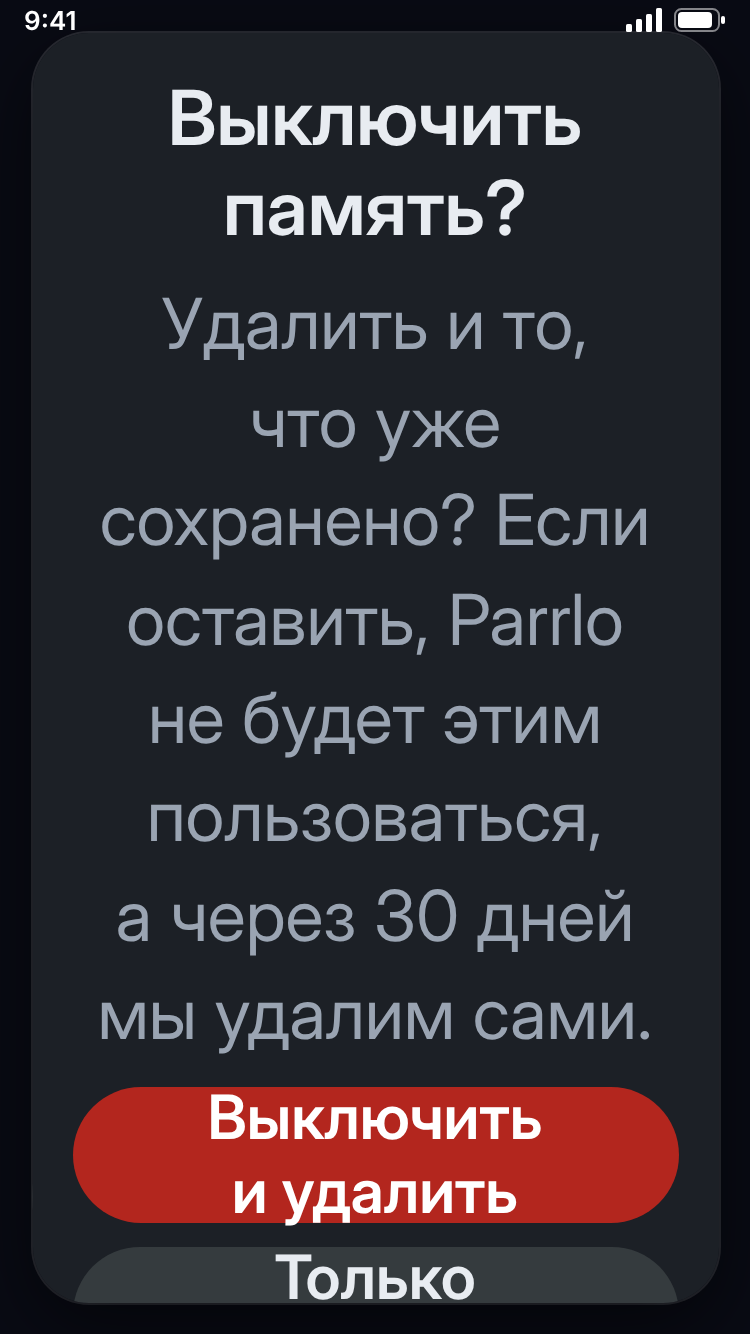 9:41
Выключить
память?
Удалить и то,
что уже
сохранено? Если
оставить, Parrlo
не будет этим
пользоваться,
а через 30 дней
мы удалим сами.
Выключить
и удалить
Только